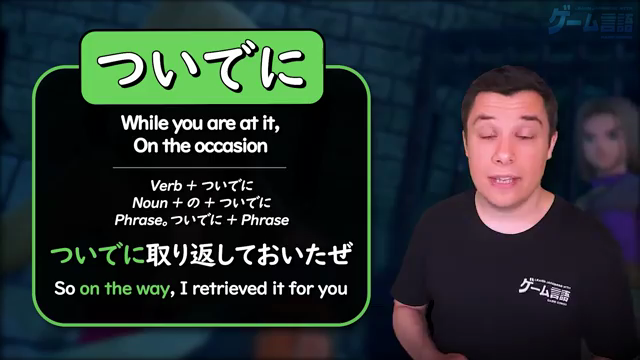 ついでに
While you are at it,
On the occasion
Verb + ついでに
Noun + の + ついでに
Phrase。ついでに + Phrase
ついでに取り返しておいたぜ
So on the way, I retrieved it for you
ゲーム言語
ゲーム言語